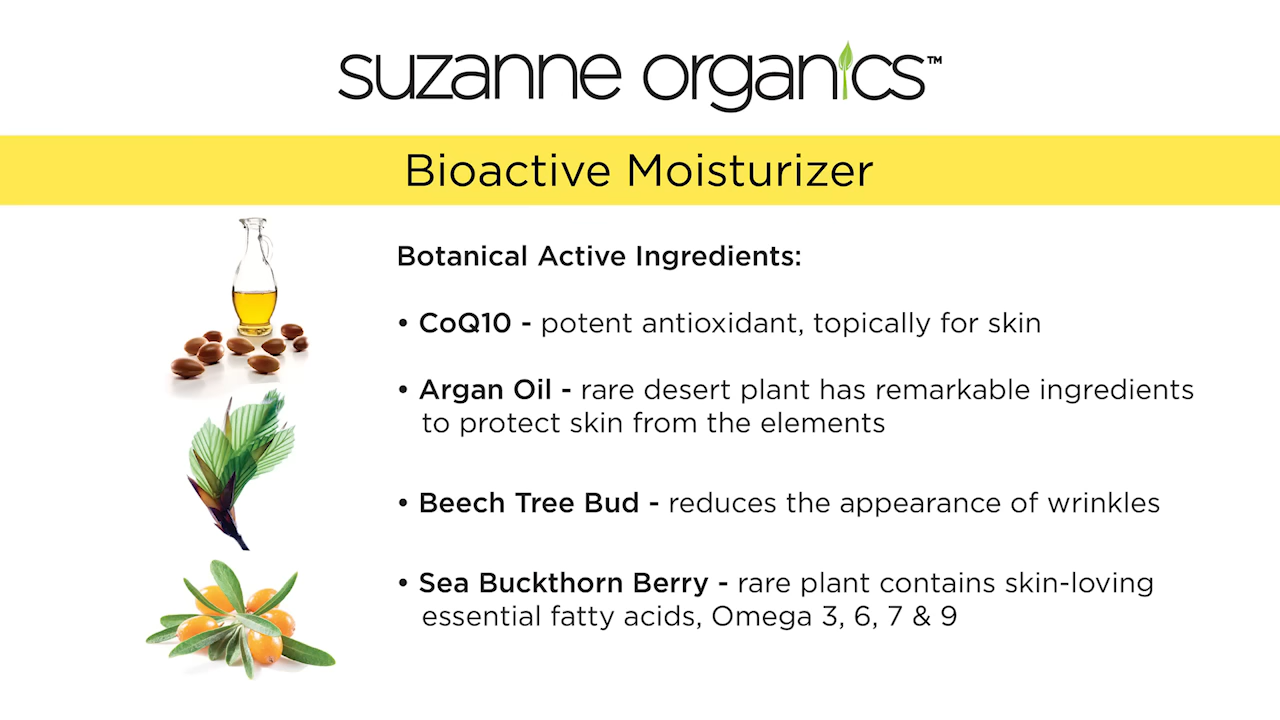 suzanne organics™
Bioactive Moisturizer
Botanical Active Ingredients:
• CoQ10 - potent antioxidant, topically for skin
• Argan Oil - rare desert plant has remarkable ingredients
to protect skin from the elements
• Beech Tree Bud - reduces the appearance of wrinkles
• Sea Buckthorn Berry - rare plant contains skin-loving
essential fatty acids, Omega 3, 6, 7 & 9